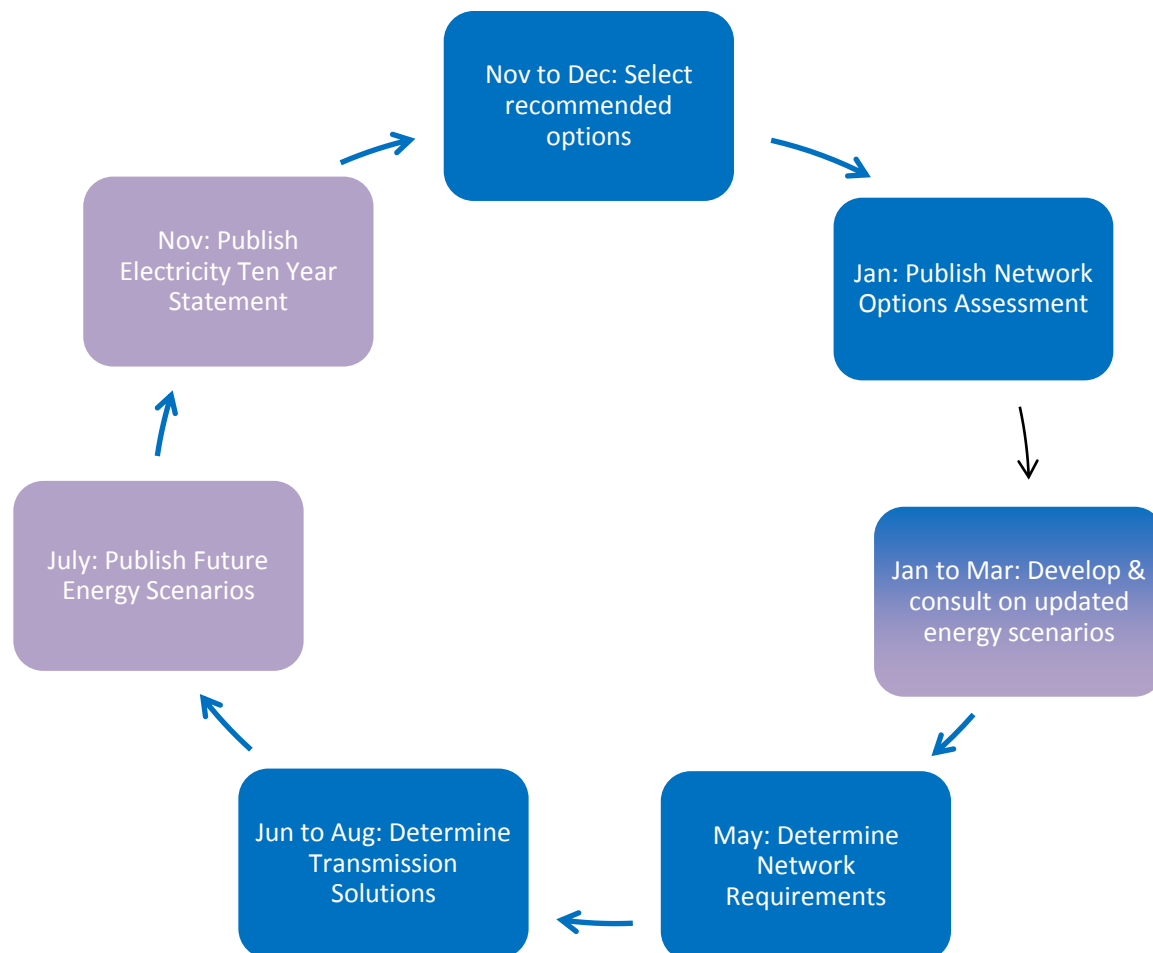 Nov to Dec: Select
recommended
options
Jan: Publish Network
Options Assessment
Jan to Mar: Develop &
consult on updated
energy scenarios
May: Determine
Network
Requirements
Jun to Aug: Determine
Transmission
Solutions
July: Publish Future
Energy Scenarios
Nov: Publish
Electricity Ten Year
Statement